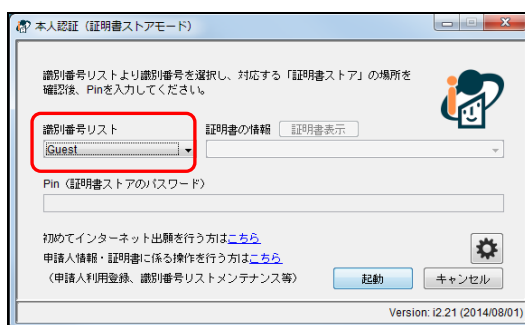 本人認証（証明書ストアモード）
識別番号リストより識別番号を選択し、対応する「証明書ストア」の場所を
確認後、Pinを入力してください。
識別番号リスト 証明書の情報 証明書表示
Guest
Pin（証明書ストアのパスワード）
初めてインターネット出願を行う方はこちら
申請人情報・証明書に係る操作を行う方はこちら
（申請人利用登録、識別番号リストメンテナンス等） 起動 キャンセル
Version: i2.21 (2014/08/01)